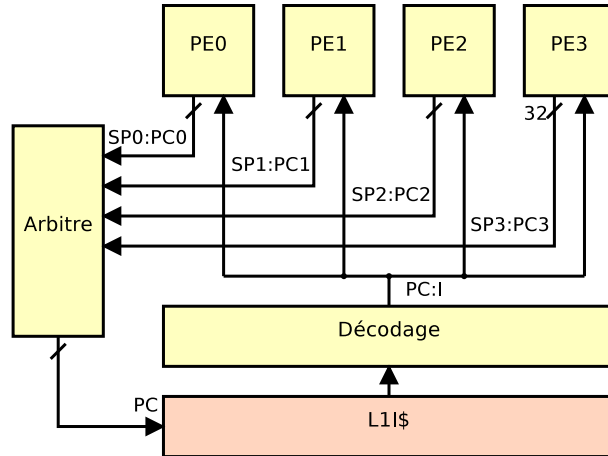 PE0
PE1
PE2
PE3
32
SP0:PC0
SP1:PC1
SP2:PC2
SP3:PC3
Arbitre
PC:I
Décodage
PC
L1I$